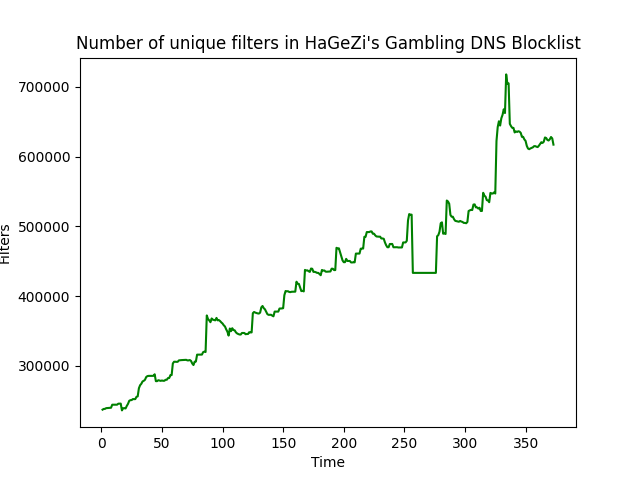 Number of unique filters in HaGeZi's Gambling DNS Blocklist
700000
600000
500000
400000
300000
Filters
0 50 100 150 200 250 300 350
Time